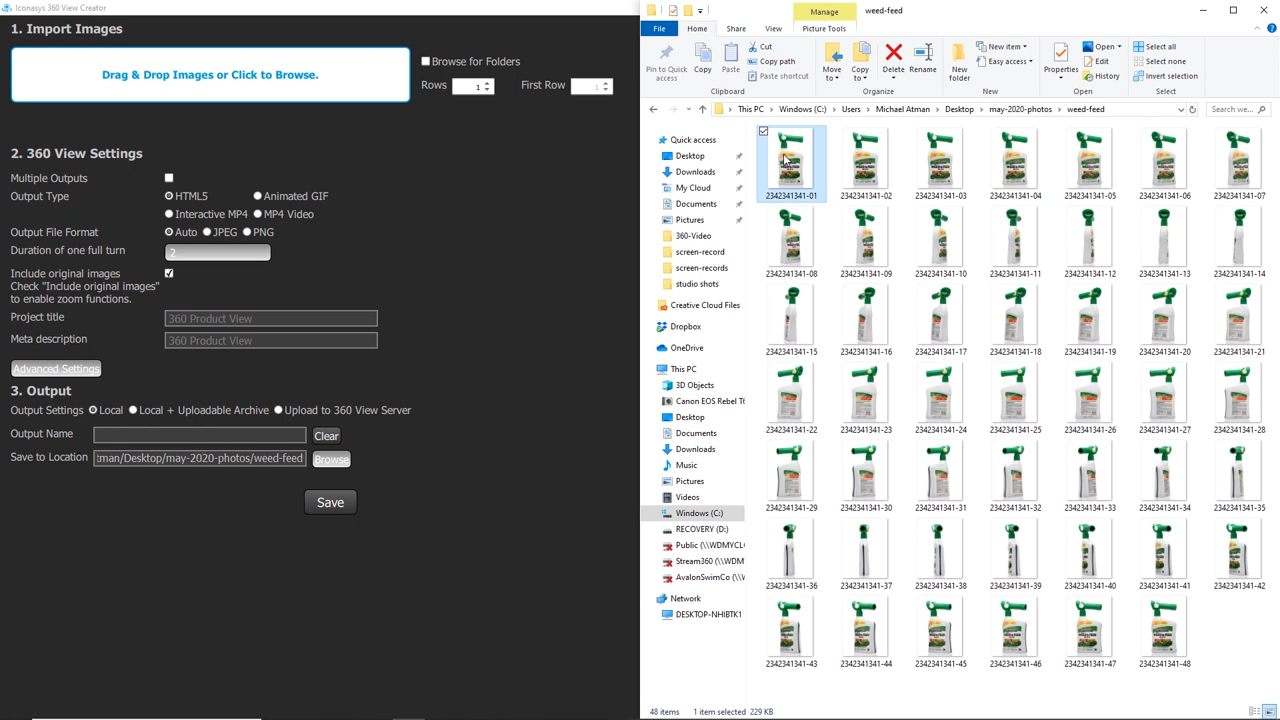 Iconasys 360 View Creator
1. Import Images
Drag & Drop Images or Click to Browse.
Browse for Folders
Rows 1 First Row 1
2. 360 View Settings
Multiple Outputs
Output Type HTML5 Animated GIF
Interactive MP4 MP4 Video
Output File Format Auto JPEG PNG
Duration of one full turn 2
Include original images
Check "Include original images"
to enable zoom functions.
Project title 360 Product View
Meta description 360 Product View
Advanced Settings
3. Output
Output Settings Local Local + Uploadable Archive Upload to 360 View Server
Output Name Clear
Save to Location :man/Desktop/may-2020-photos/weed-feed Browse
Save
Manage weed-feed
File Home Share View Picture Tools
Pin to Quick access
Copy
Paste
Cut
Copy path
Paste shortcut
Clipboard
Move to
Copy to
Delete
Rename
Organize
New folder
New item
Easy access
New
Properties
Open
Edit
History
Open
Select all
Select none
Invert selection
Select
This PC Windows (C:) Users Michael Atman Desktop may-2020-photos weed-feed
Search we...
Quick access
Desktop
Downloads
My Cloud
Documents
Pictures
360-Video
screen-record
screen-records
studio shots
Creative Cloud Files
Dropbox
OneDrive
This PC
3D Objects
Canon EOS Rebel T6
Desktop
Documents
Downloads
Music
Pictures
Videos
Windows (C:)
RECOVERY (D:)
Public (\\WDMYCLO
Stream360 (\\WDM
AvalonSwimCo (\\W
Network
DESKTOP-NHIBTK1
2342341341-01 2342341341-02 2342341341-03 2342341341-04 2342341341-05 2342341341-06 2342341341-07
2342341341-08 2342341341-09 2342341341-10 2342341341-11 2342341341-12 2342341341-13 2342341341-14
2342341341-15 2342341341-16 2342341341-17 2342341341-18 2342341341-19 2342341341-20 2342341341-21
2342341341-22 2342341341-23 2342341341-24 2342341341-25 2342341341-26 2342341341-27 2342341341-28
2342341341-29 2342341341-30 2342341341-31 2342341341-32 2342341341-33 2342341341-34 2342341341-35
2342341341-36 2342341341-37 2342341341-38 2342341341-39 2342341341-40 2342341341-41 2342341341-42
2342341341-43 2342341341-44 2342341341-45 2342341341-46 2342341341-47 2342341341-48
48 items 1 item selected 229 KB